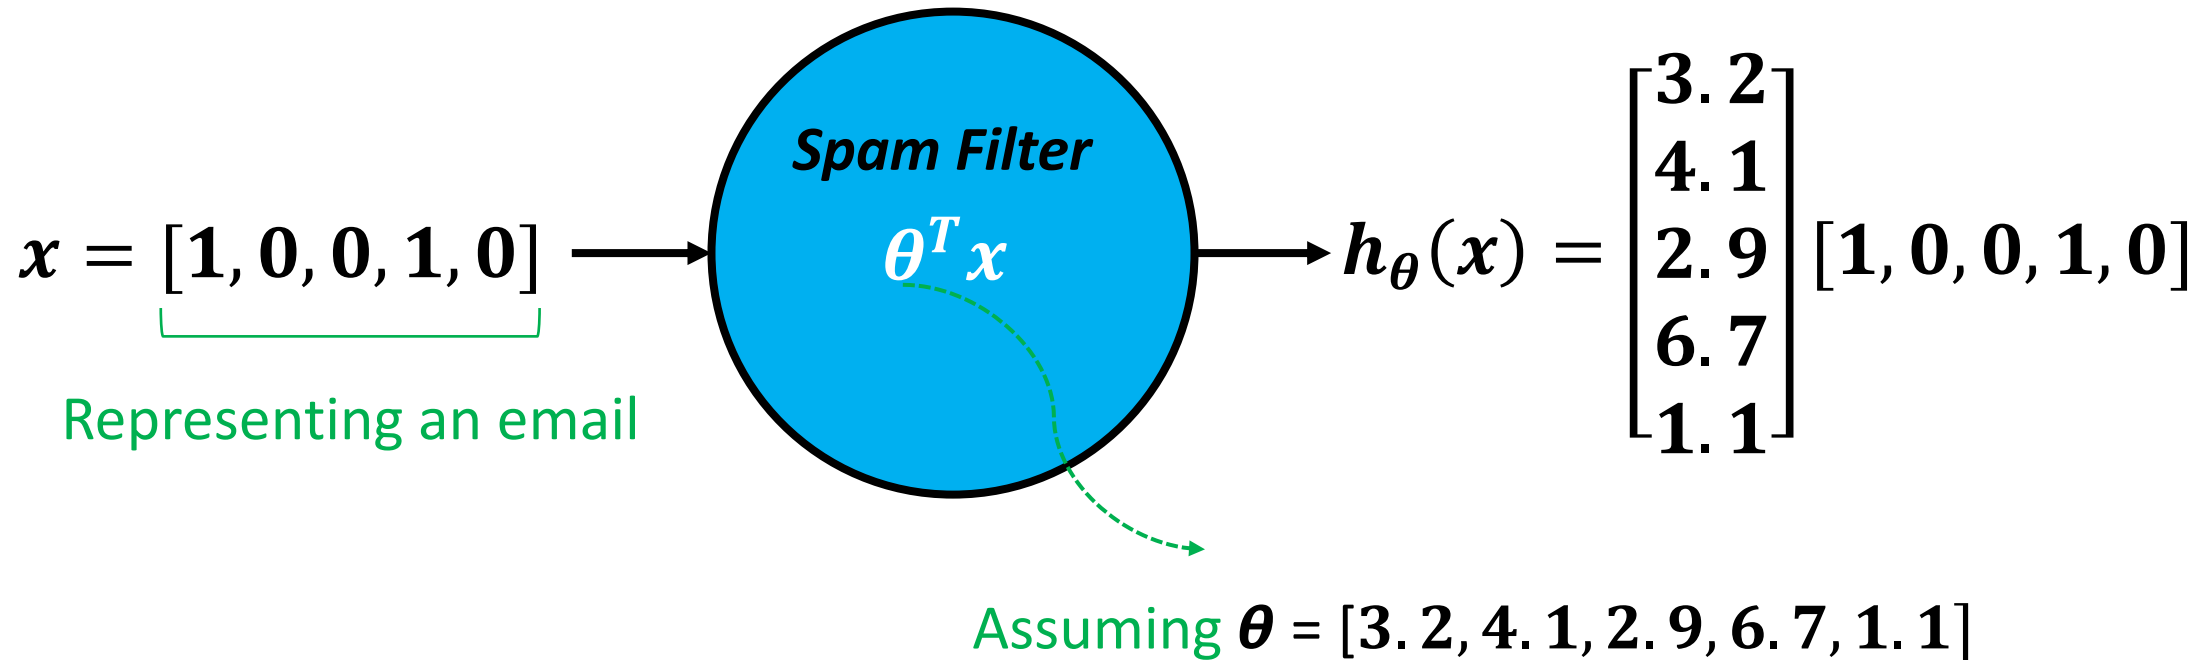 Spam Filter
θᵀx
x = [1, 0, 0, 1, 0]
Representing an email
h_θ(x) = [3.2 4.1 2.9 6.7 1.1] [1, 0, 0, 1, 0]
Assuming θ = [3.2, 4.1, 2.9, 6.7, 1.1]